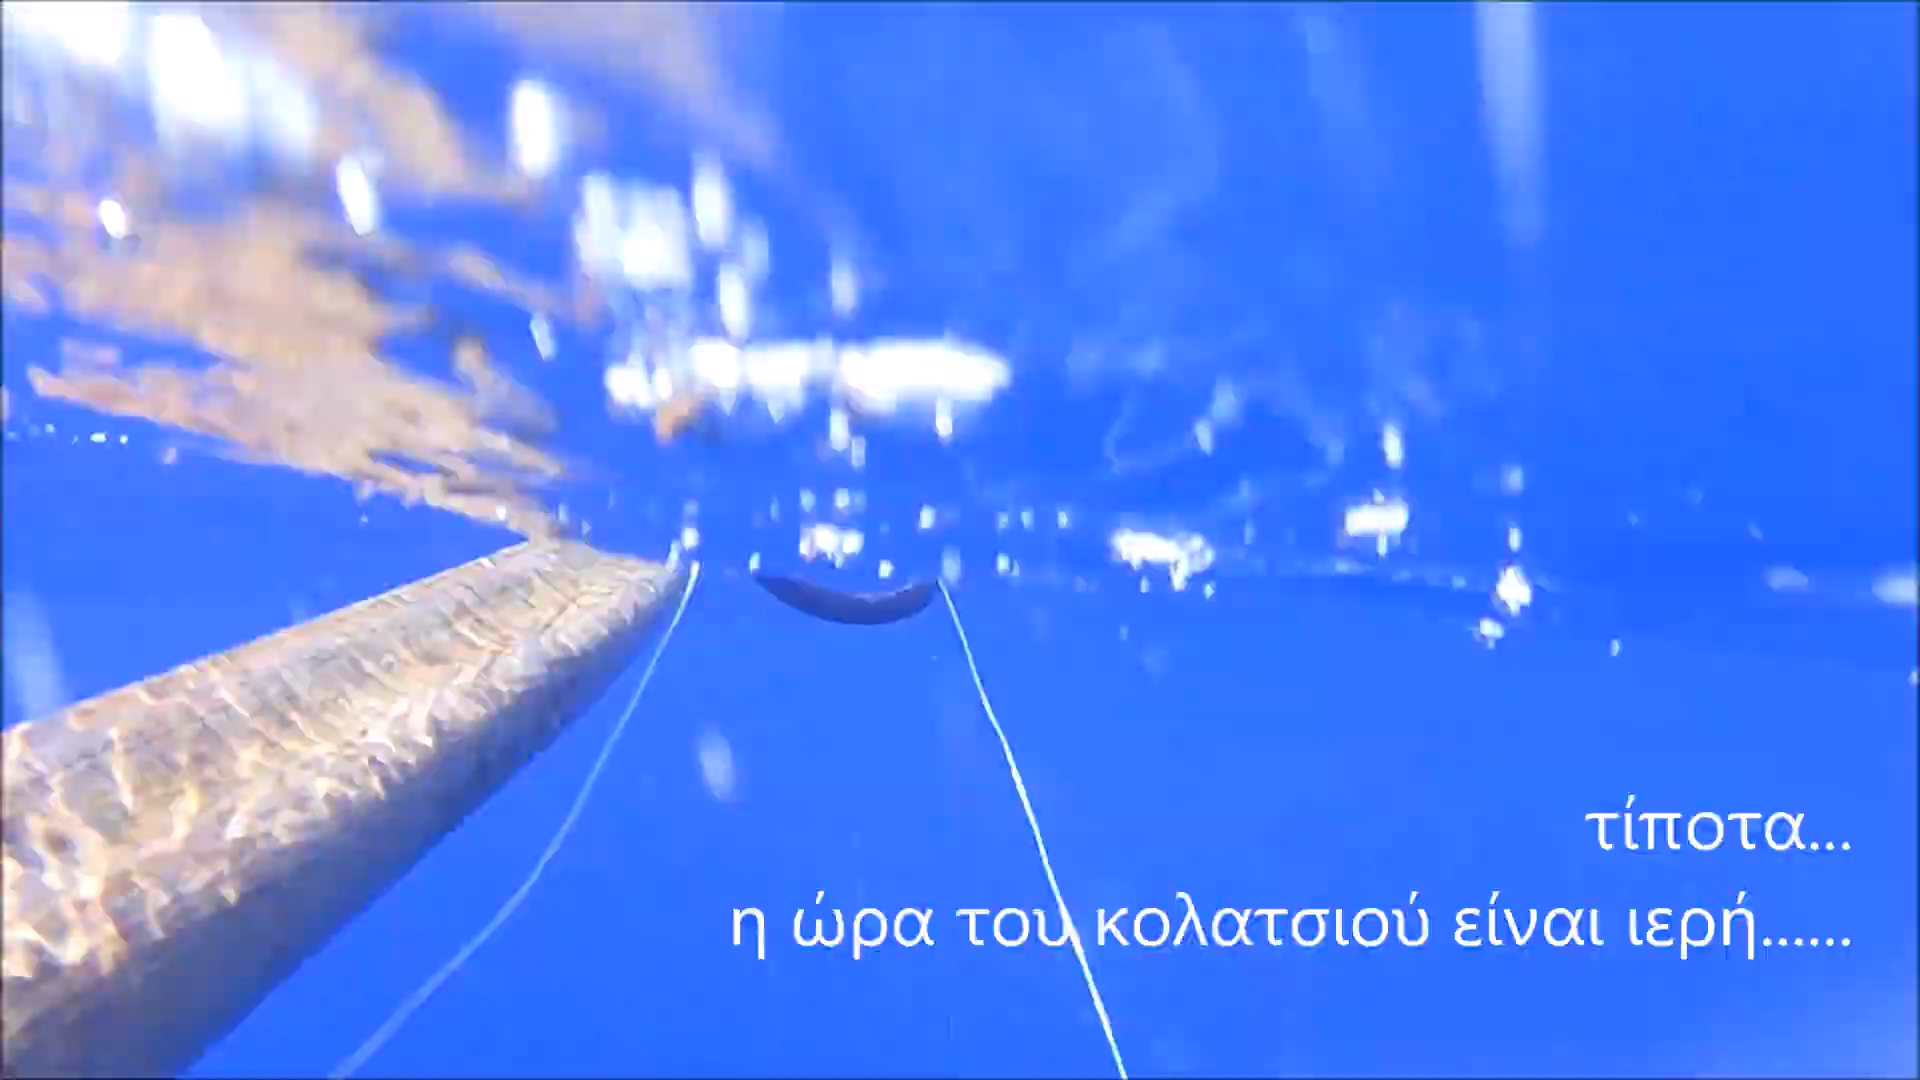 τίποτα...
η ώρα του κολατσιού είναι ιερή......